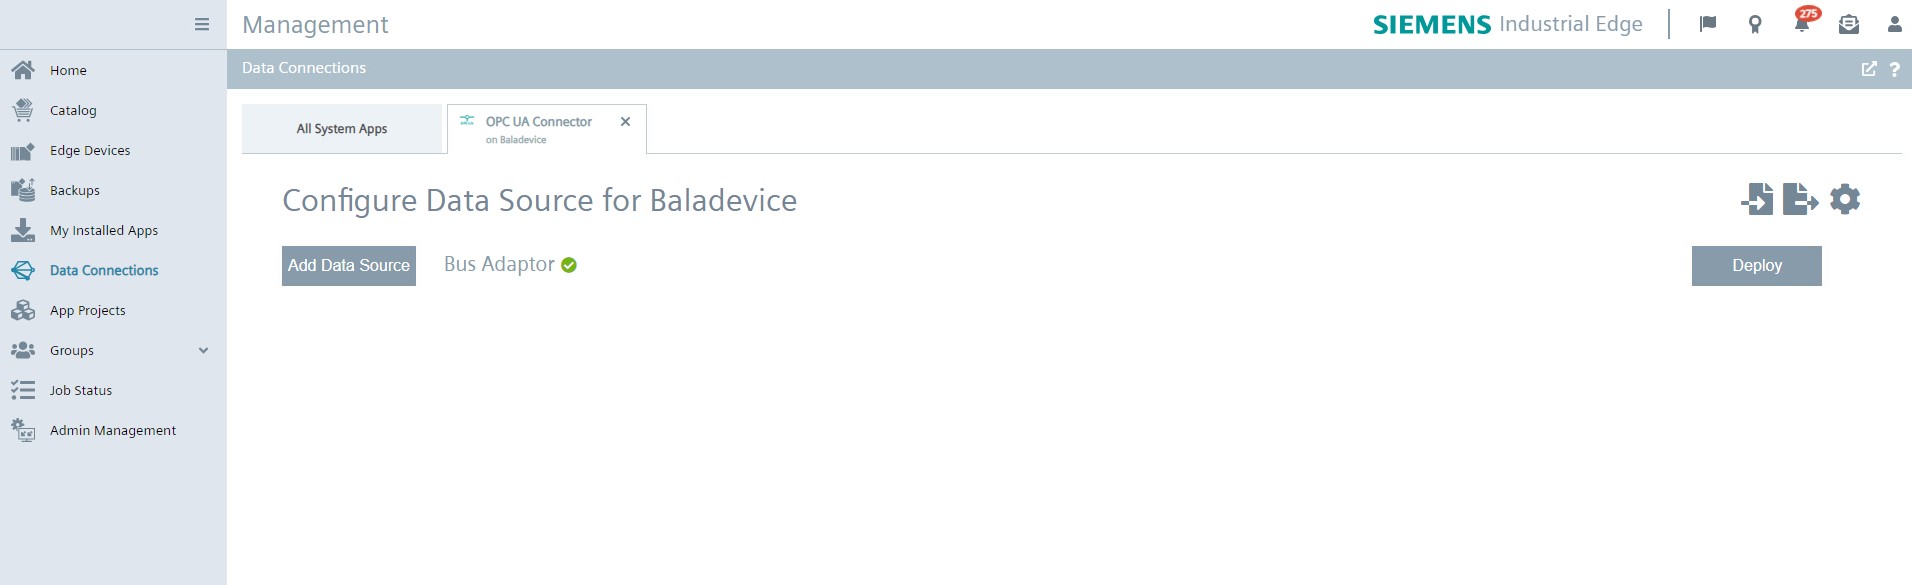 Management
SIEMENS Industrial Edge
275
Home
Catalog
Edge Devices
Backups
My Installed Apps
Data Connections
App Projects
Groups
Job Status
Admin Management
Data Connections
?
All System Apps
OPC UA Connector
on Baladevice
Configure Data Source for Baladevice
Add Data Source
Bus Adaptor
Deploy